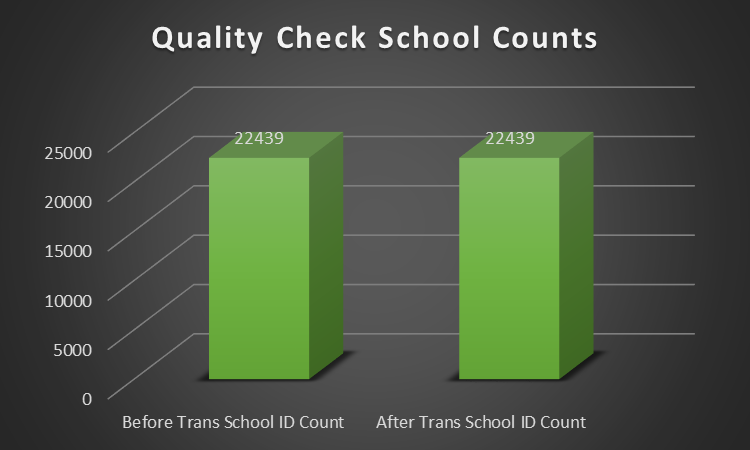 Quality Check School Counts
22439
22439
25000
20000
15000
10000
5000
0
Before Trans School ID Count
After Trans School ID Count